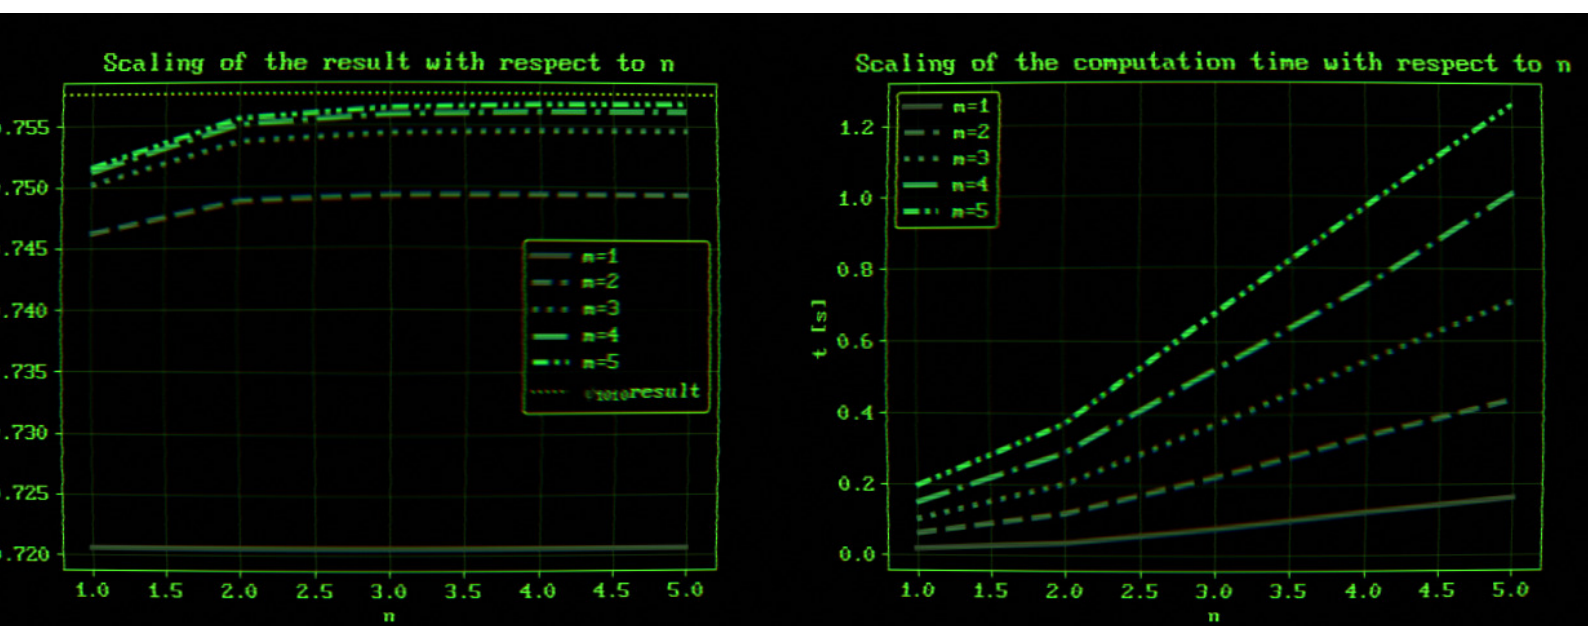 Scaling of the result with respect to n
.755
.750
.745
.740
.735
.730
.725
.720
1.0 1.5 2.0 2.5 3.0 3.5 4.0 4.5 5.0
n
m=1
m=2
m=3
m=4
m=5
1010 result
Scaling of the computation time with respect to n
m=1
m=2
m=3
m=4
m=5
t [s]
1.2
1.0
0.8
0.6
0.4
0.2
0.0
1.0 1.5 2.0 2.5 3.0 3.5 4.0 4.5 5.0
n